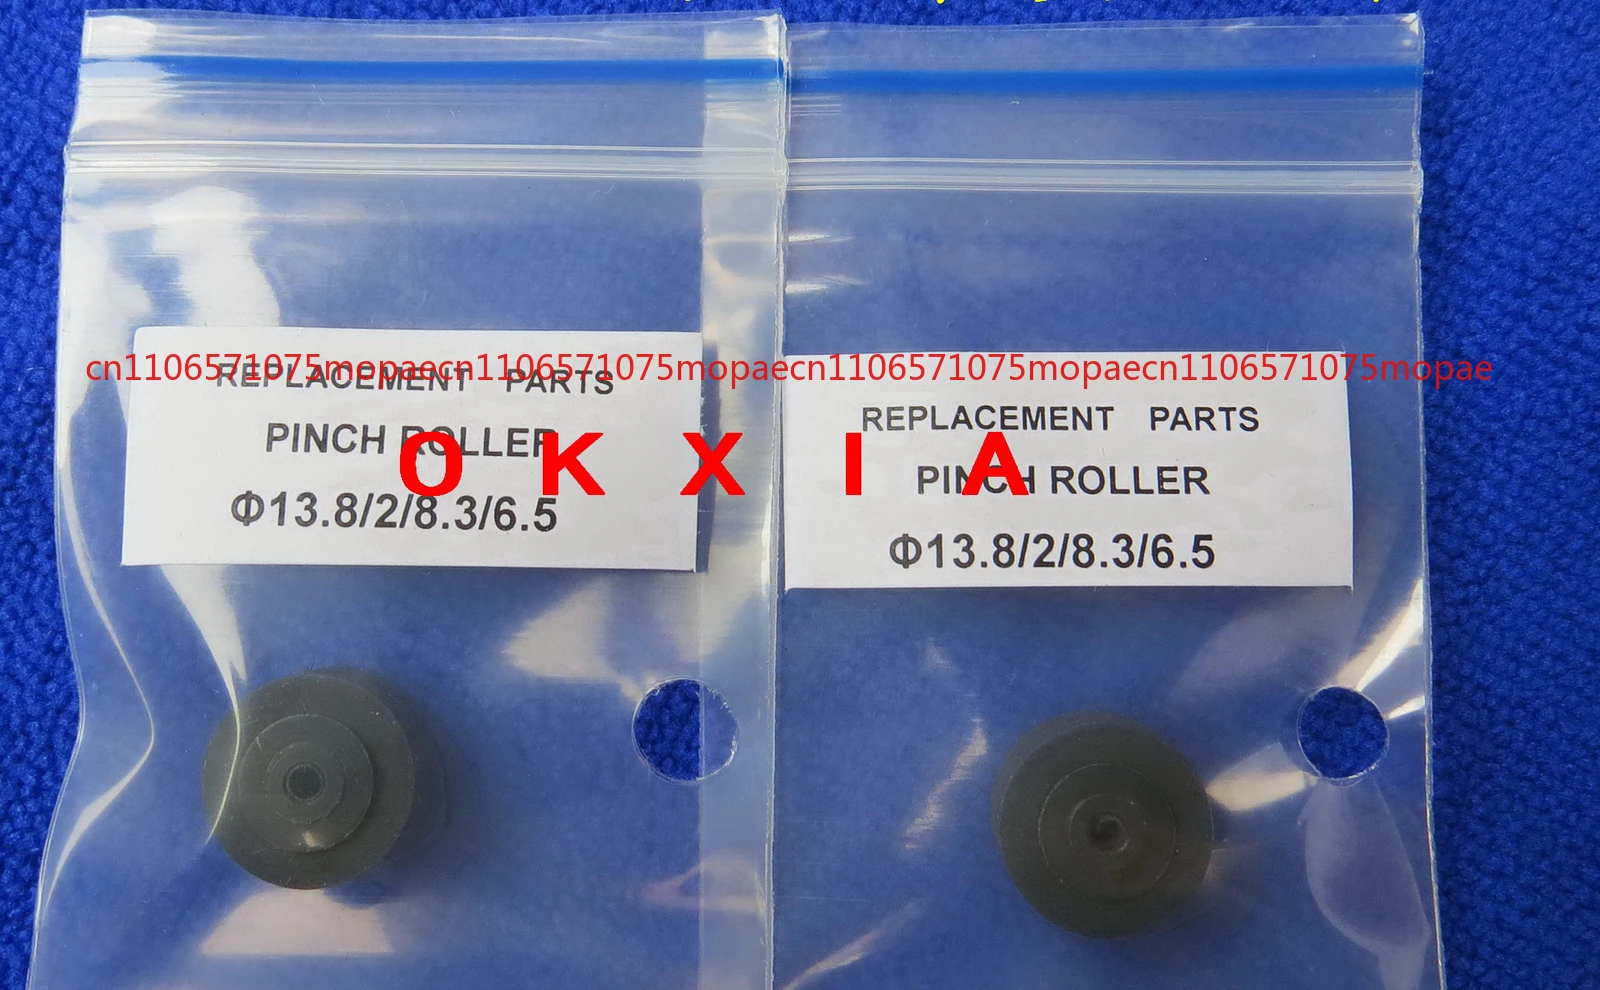 cn1106571075mopaecn1106571075mopaecn1106571075mopaecn1106571075mopae
REPLACEMENT PARTS
PINCH ROLLER
Φ13.8/2/8.3/6.5
O K X I A
REPLACEMENT PARTS
PINCH ROLLER
Φ13.8/2/8.3/6.5